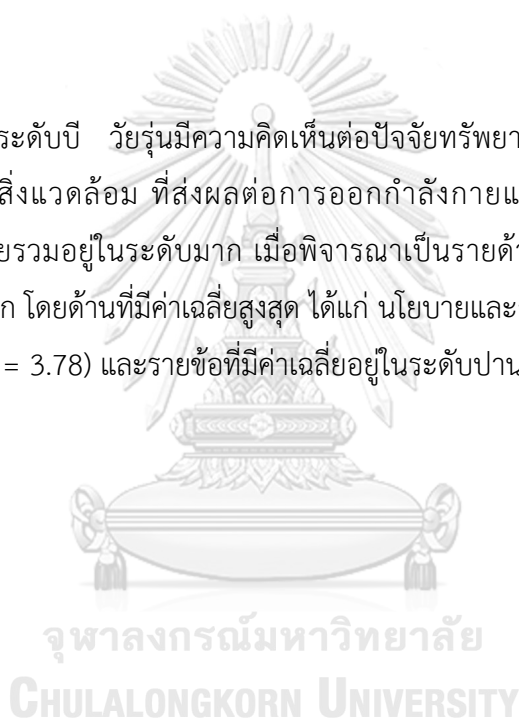 ระดับบี วัยรุ่นมีความคิดเห็นต่อปัจจัยทรัพยา
สิ่งแวดล้อม ที่ส่งผลต่อการออกกำลังกายแ
ยรวมอยู่ในระดับมาก เมื่อพิจารณาเป็นรายด้า
ก โดยด้านที่มีค่าเฉลี่ยสูงสุด ได้แก่ นโยบายและ
= 3.78) และรายข้อที่มีค่าเฉลี่ยอยู่ในระดับปาน
จุฬาลงกรณ์มหาวิทยาลัย
CHULALONGKORN UNIVERSITY